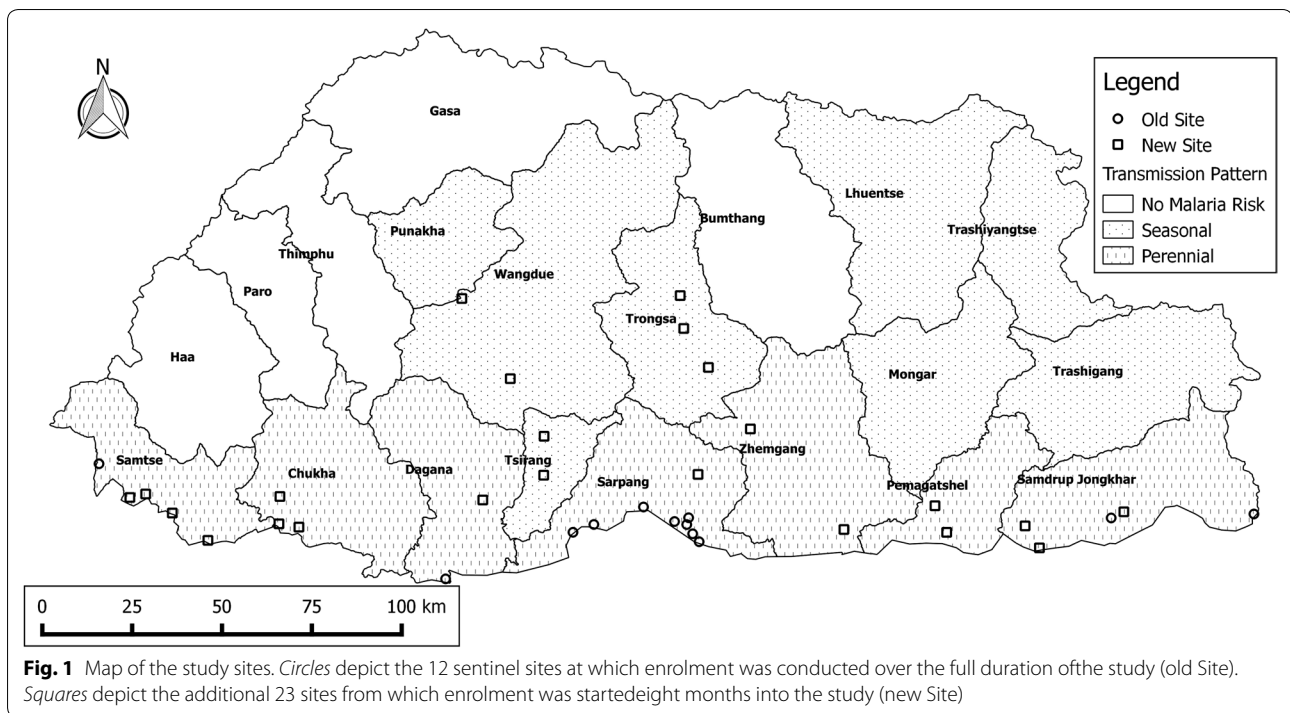 N
Gasa
Punakha
Thimphu
Paro
Haa
Wangdue
Bumthang
Lhuentse
Trashiyangtse
Trongsa
Mongar
Trashigang
Samtse
Chukha
Dagana
Tsirang
Sarpang
Zhemgang
Pemagatshel
Samdrup Jongkhar
Legend
Old Site
New Site
Transmission Pattern
No Malaria Risk
Seasonal
Perennial
0 25 50 75 100 km
Fig. 1 Map of the study sites. Circles depict the 12 sentinel sites at which enrolment was conducted over the full duration ofthe study (old Site).
Squares depict the additional 23 sites from which enrolment was startedeight months into the study (new Site)